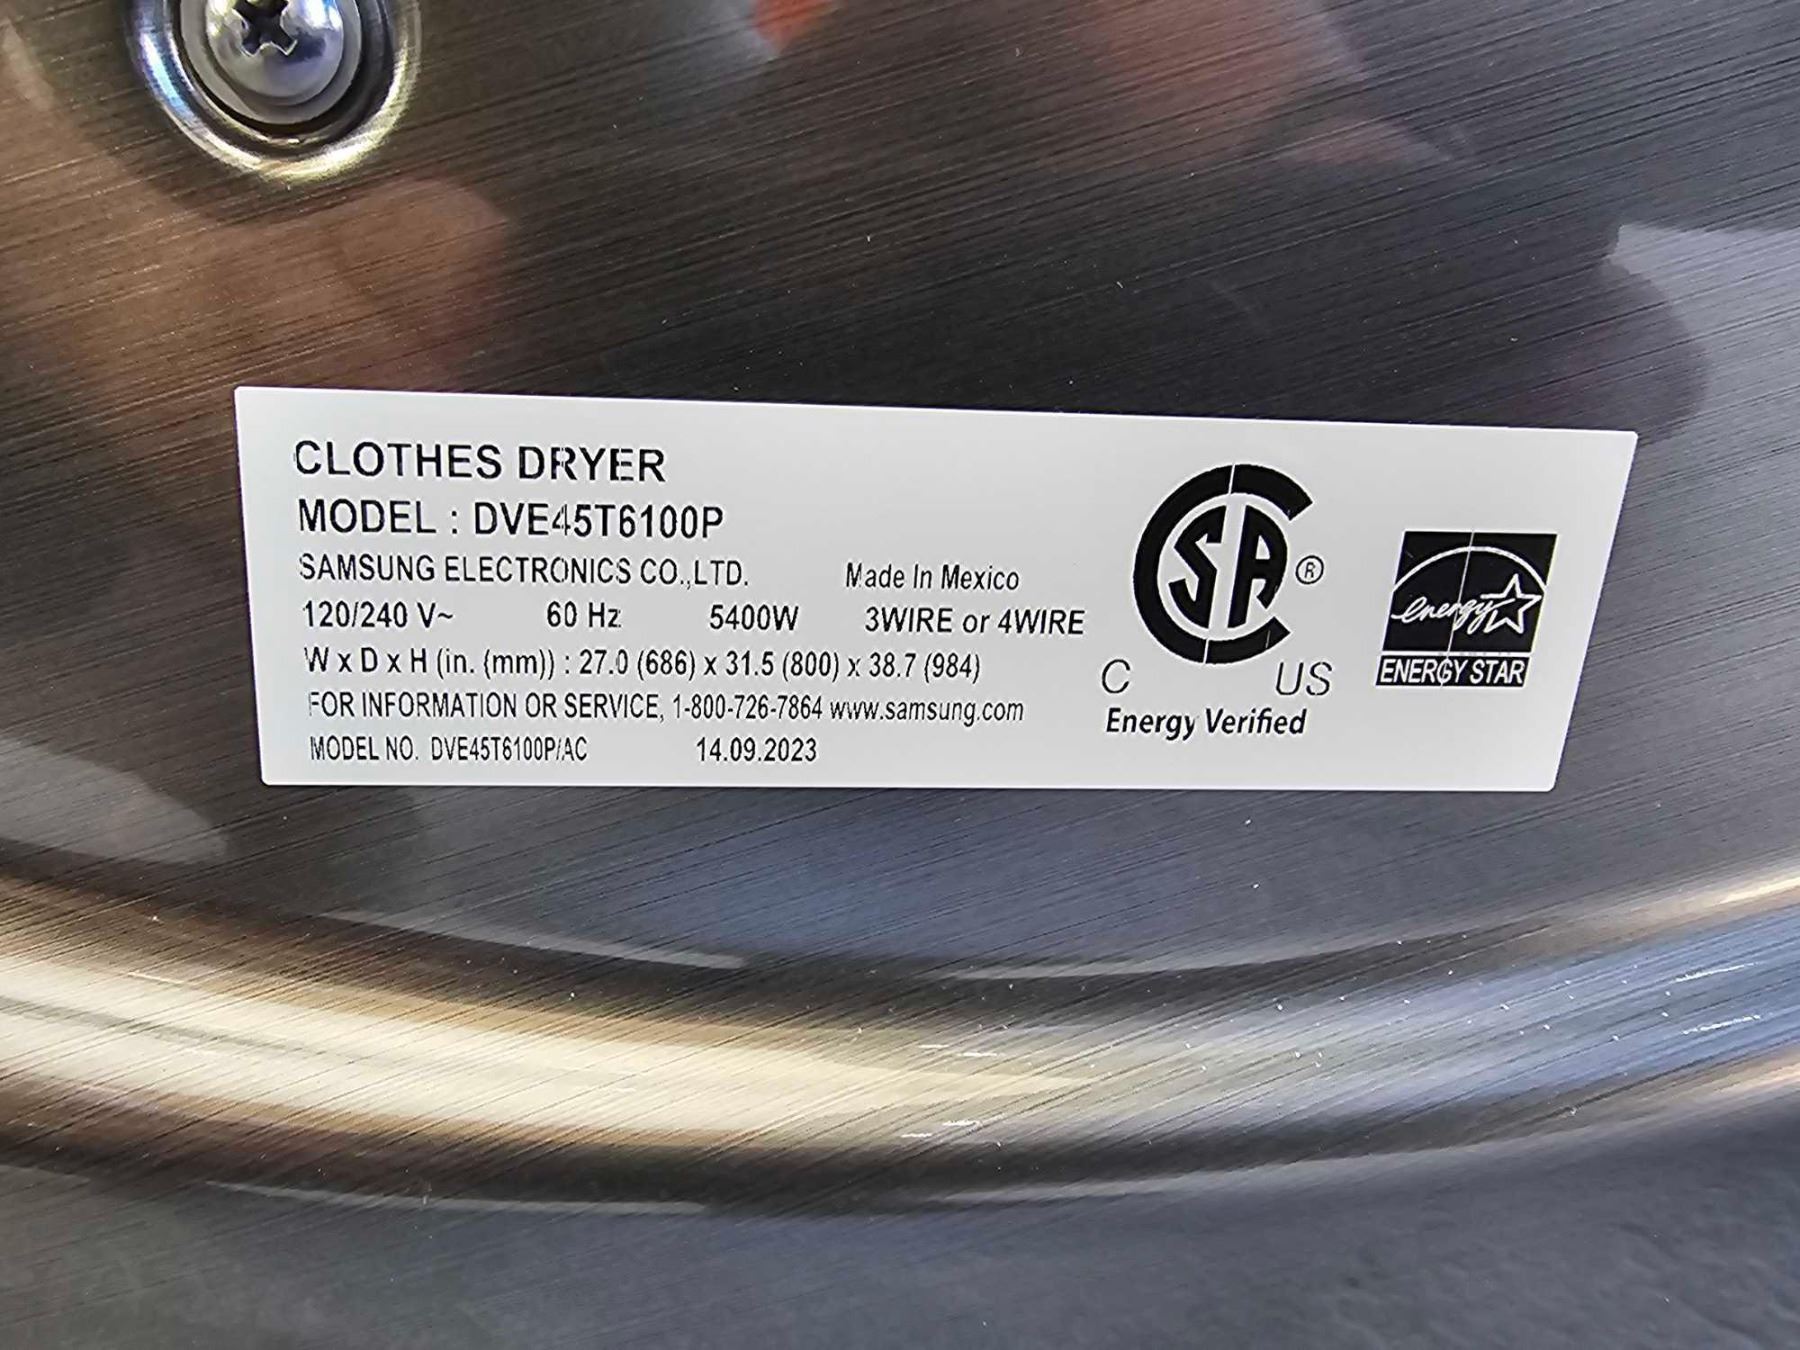 CLOTHES DRYER
MODEL : DVE45T6100P
SAMSUNG ELECTRONICS CO.,LTD. Made In Mexico
120/240 V~ 60 Hz 5400W 3WIRE or 4WIRE
W x D x H (in. (mm)) : 27.0 (686) x 31.5 (800) x 38.7 (984)
FOR INFORMATION OR SERVICE, 1-800-726-7864 www.samsung.com
MODEL NO. DVE45T6100P/AC 14.09.2023
CSA ®
C US
Energy Verified
energy
ENERGY STAR